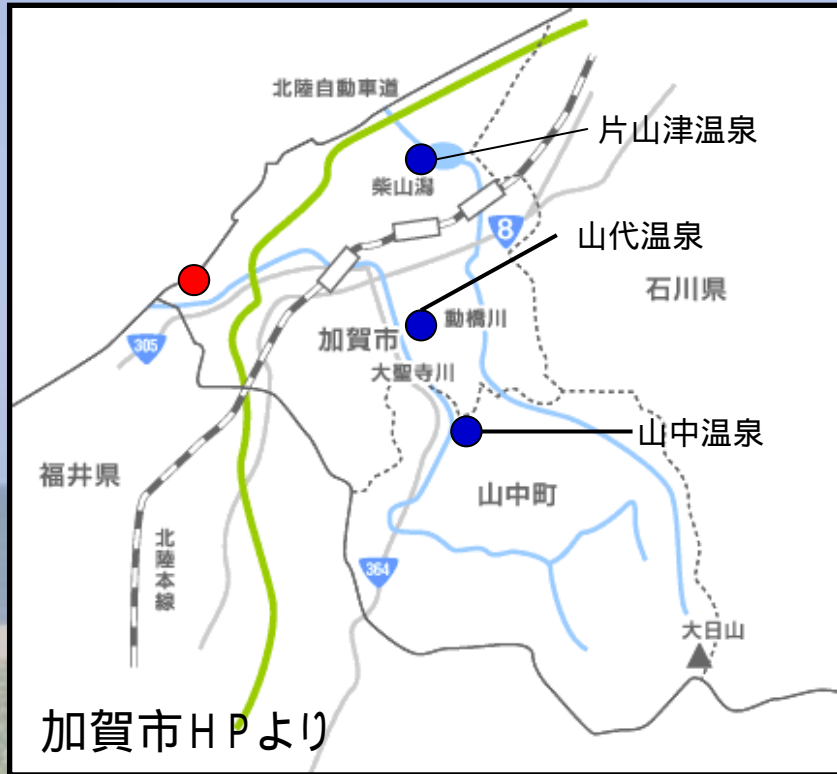 北陸自動車道
片山津温泉
柴山潟
8
山代温泉
石川県
動橋川
加賀市
305
大聖寺川
山中温泉
福井県
山中町
北陸本線
364
大日山
加賀市HPより